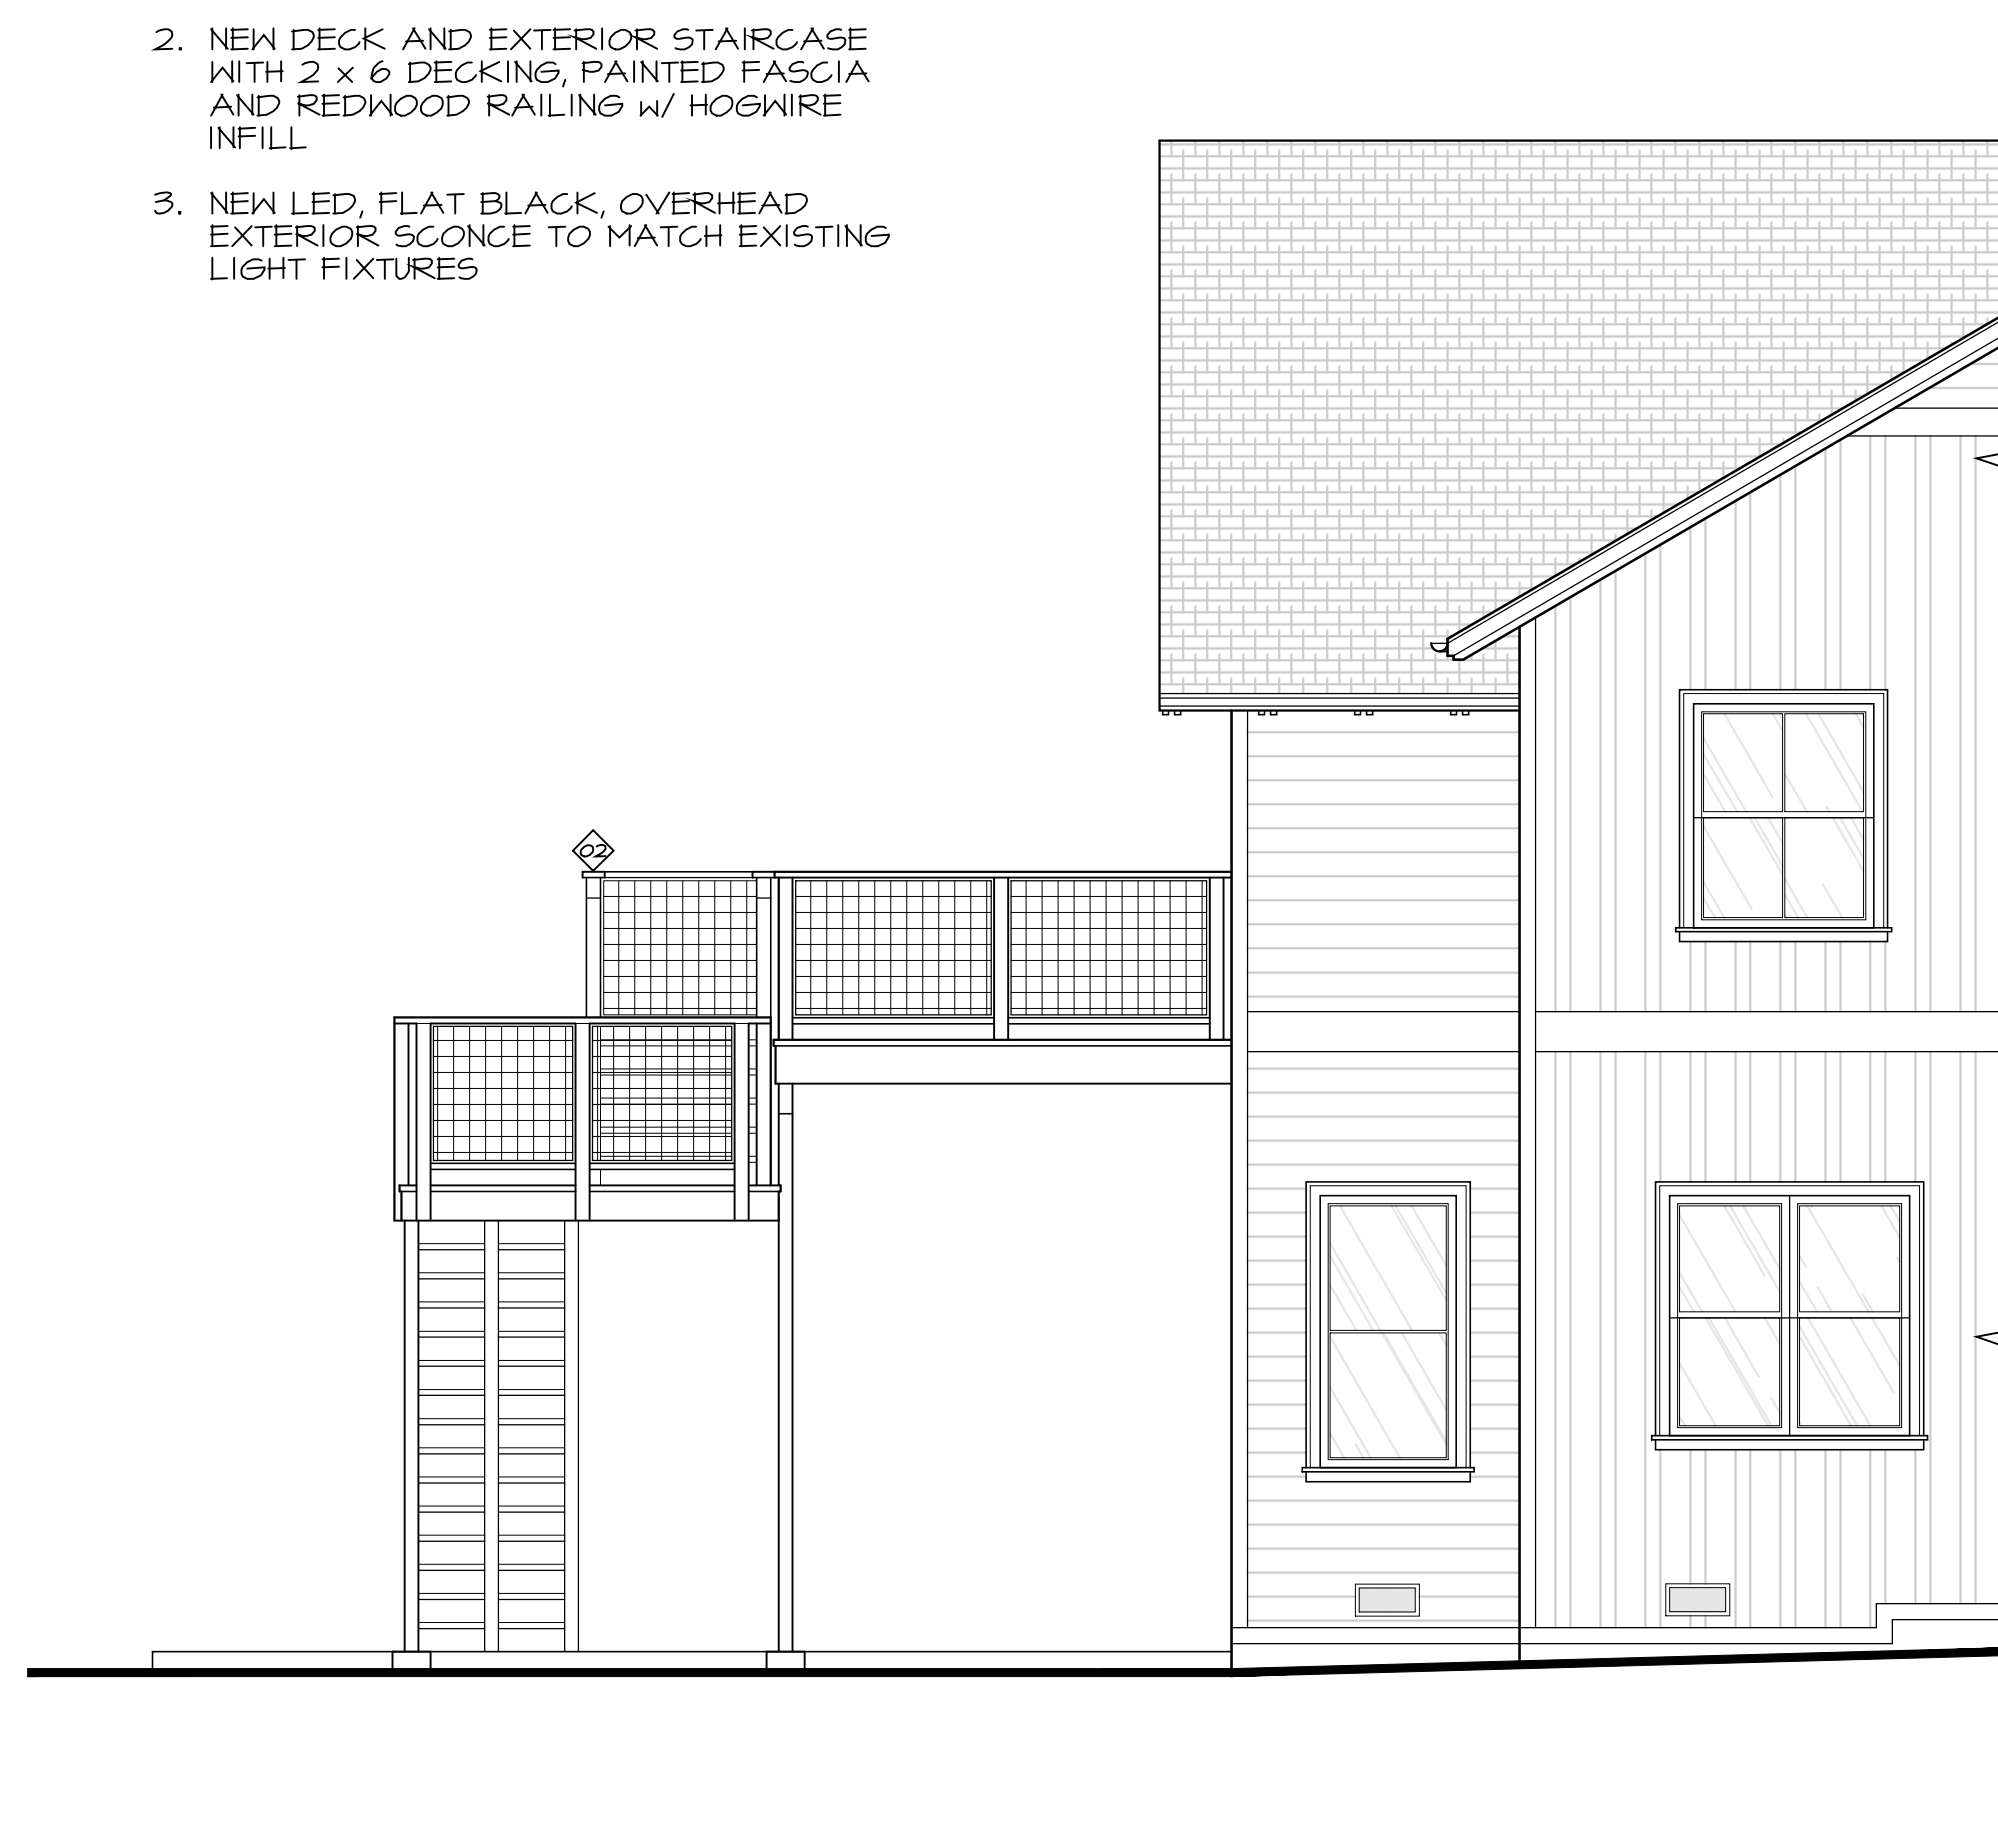 2. NEW DECK AND EXTERIOR STAIRCASE
WITH 2 x 6 DECKING, PAINTED FASCIA
AND REDWOOD RAILING w/ HOGWIRE
INFILL
3. NEW LED, FLAT BLACK, OVERHEAD
EXTERIOR SCONCE TO MATCH EXISTING
LIGHT FIXTURES
02